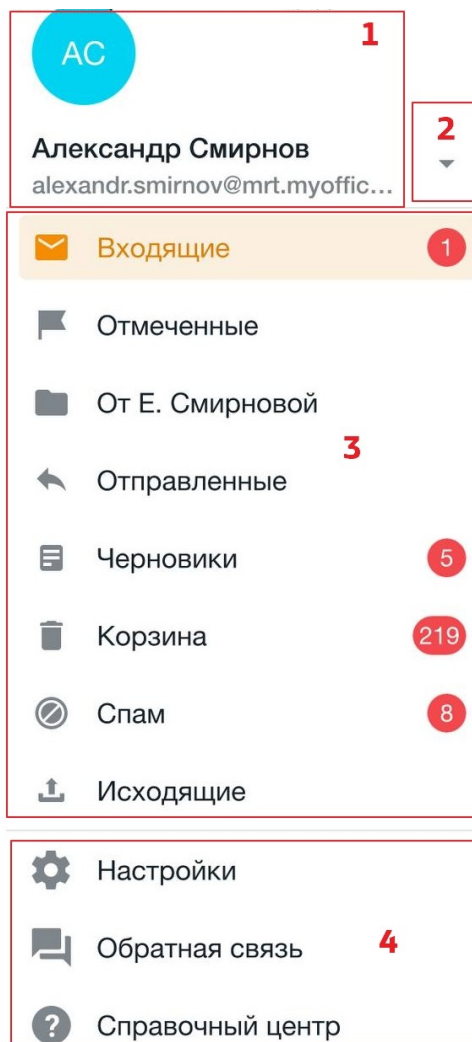 1
АС
2
Александр Смирнов
alexandr.smirnov@mrt.myoffic...
Входящие 1
Отмеченные
От Е. Смирновой
3
Отправленные
Черновики 5
Корзина 219
Спам 8
Исходящие
Настройки
Обратная связь 4
? Справочный центр